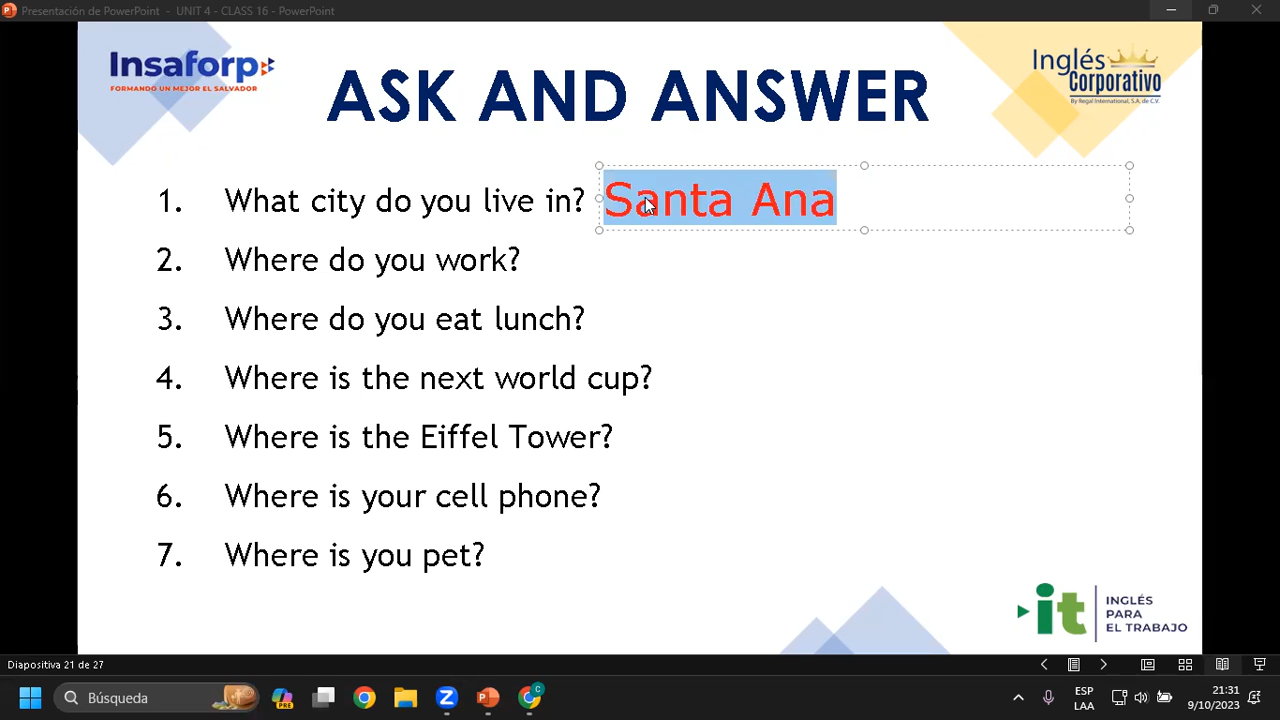 Presentación de PowerPoint - UNIT 4 - CLASS 16 - PowerPoint
Insaforp
FORMANDO UN MEJOR EL SALVADOR
ASK AND ANSWER
Inglés
Corporativo
By Regal International, S.A. de C.V.
1. What city do you live in? Santa Ana
2. Where do you work?
3. Where do you eat lunch?
4. Where is the next world cup?
5. Where is the Eiffel Tower?
6. Where is your cell phone?
7. Where is you pet?
it INGLÉS
PARA
EL TRABAJO
Diapositiva 21 de 27
Búsqueda
PRE
C
ESP
LAA
21:31
9/10/2023